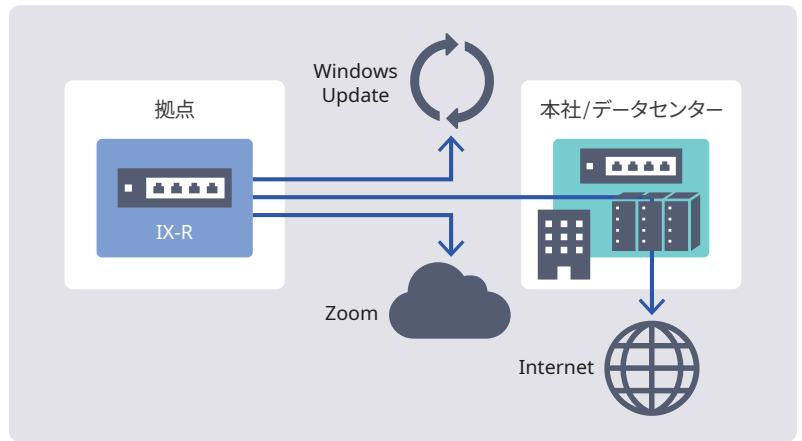 Windows
Update
拠点
本社/データセンター
IX-R
Zoom
Internet